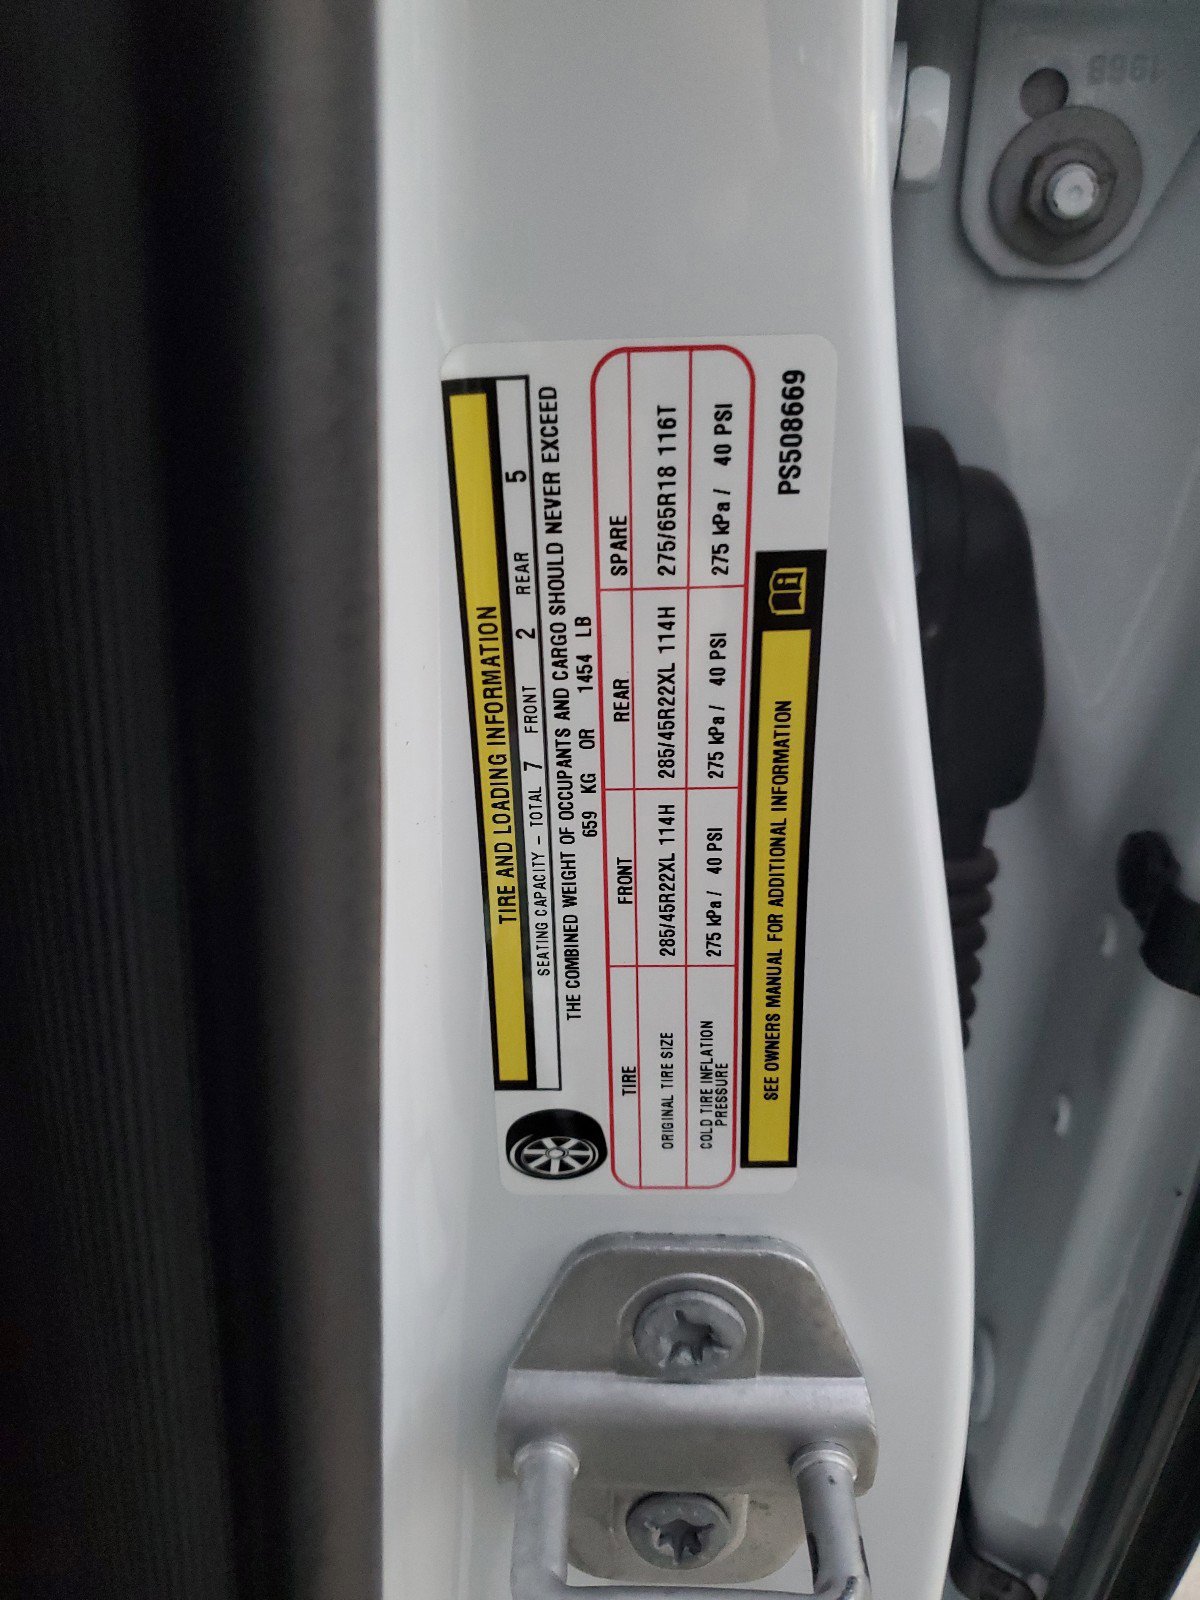 TIRE AND LOADING INFORMATION
SEATING CAPACITY - TOTAL 7 FRONT 2 REAR 5
THE COMBINED WEIGHT OF OCCUPANTS AND CARGO SHOULD NEVER EXCEED
659 KG OR 1454 LB
TIRE FRONT REAR SPARE
ORIGINAL TIRE SIZE 285/45R22XL 114H 285/45R22XL 114H 275/65R18 116T
COLD TIRE INFLATION
PRESSURE 275 kPa / 40 PSI 275 kPa / 40 PSI 275 kPa / 40 PSI
SEE OWNERS MANUAL FOR ADDITIONAL INFORMATION
PS508669